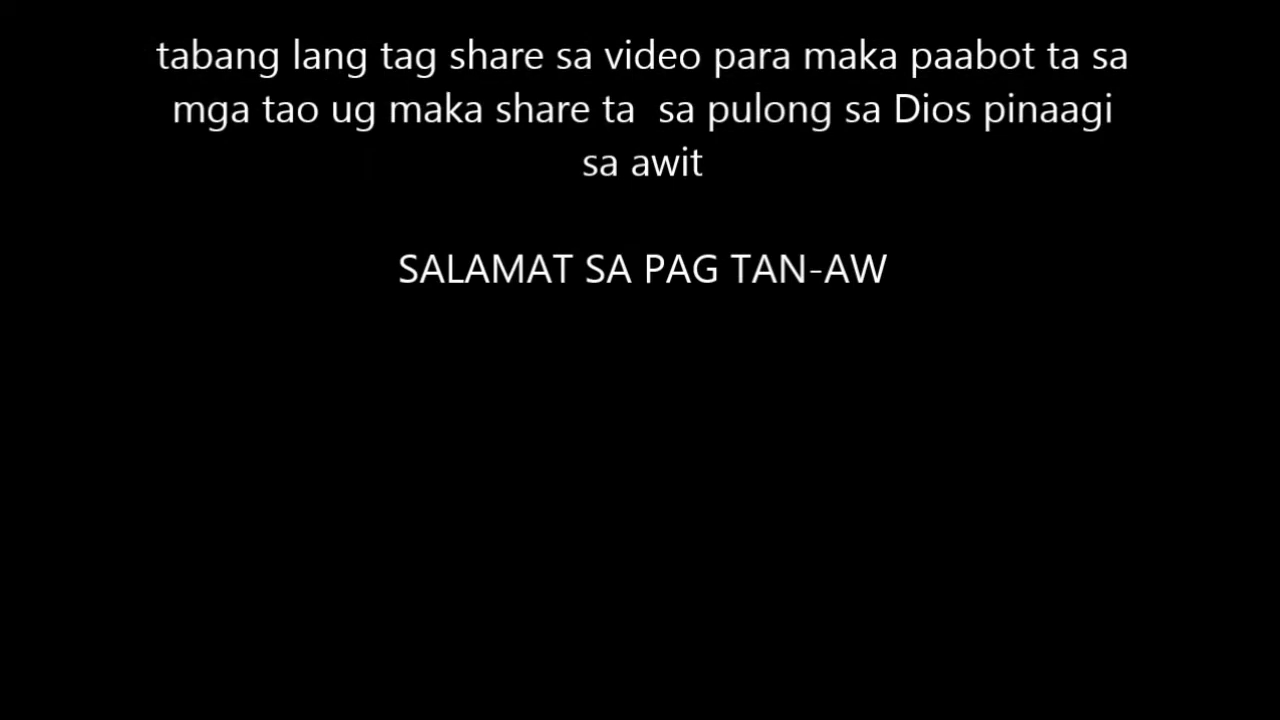 tabang lang tag share sa video para maka paabot ta sa
mga tao ug maka share ta  sa pulong sa Dios pinaagi
sa awit
SALAMAT SA PAG TAN-AW